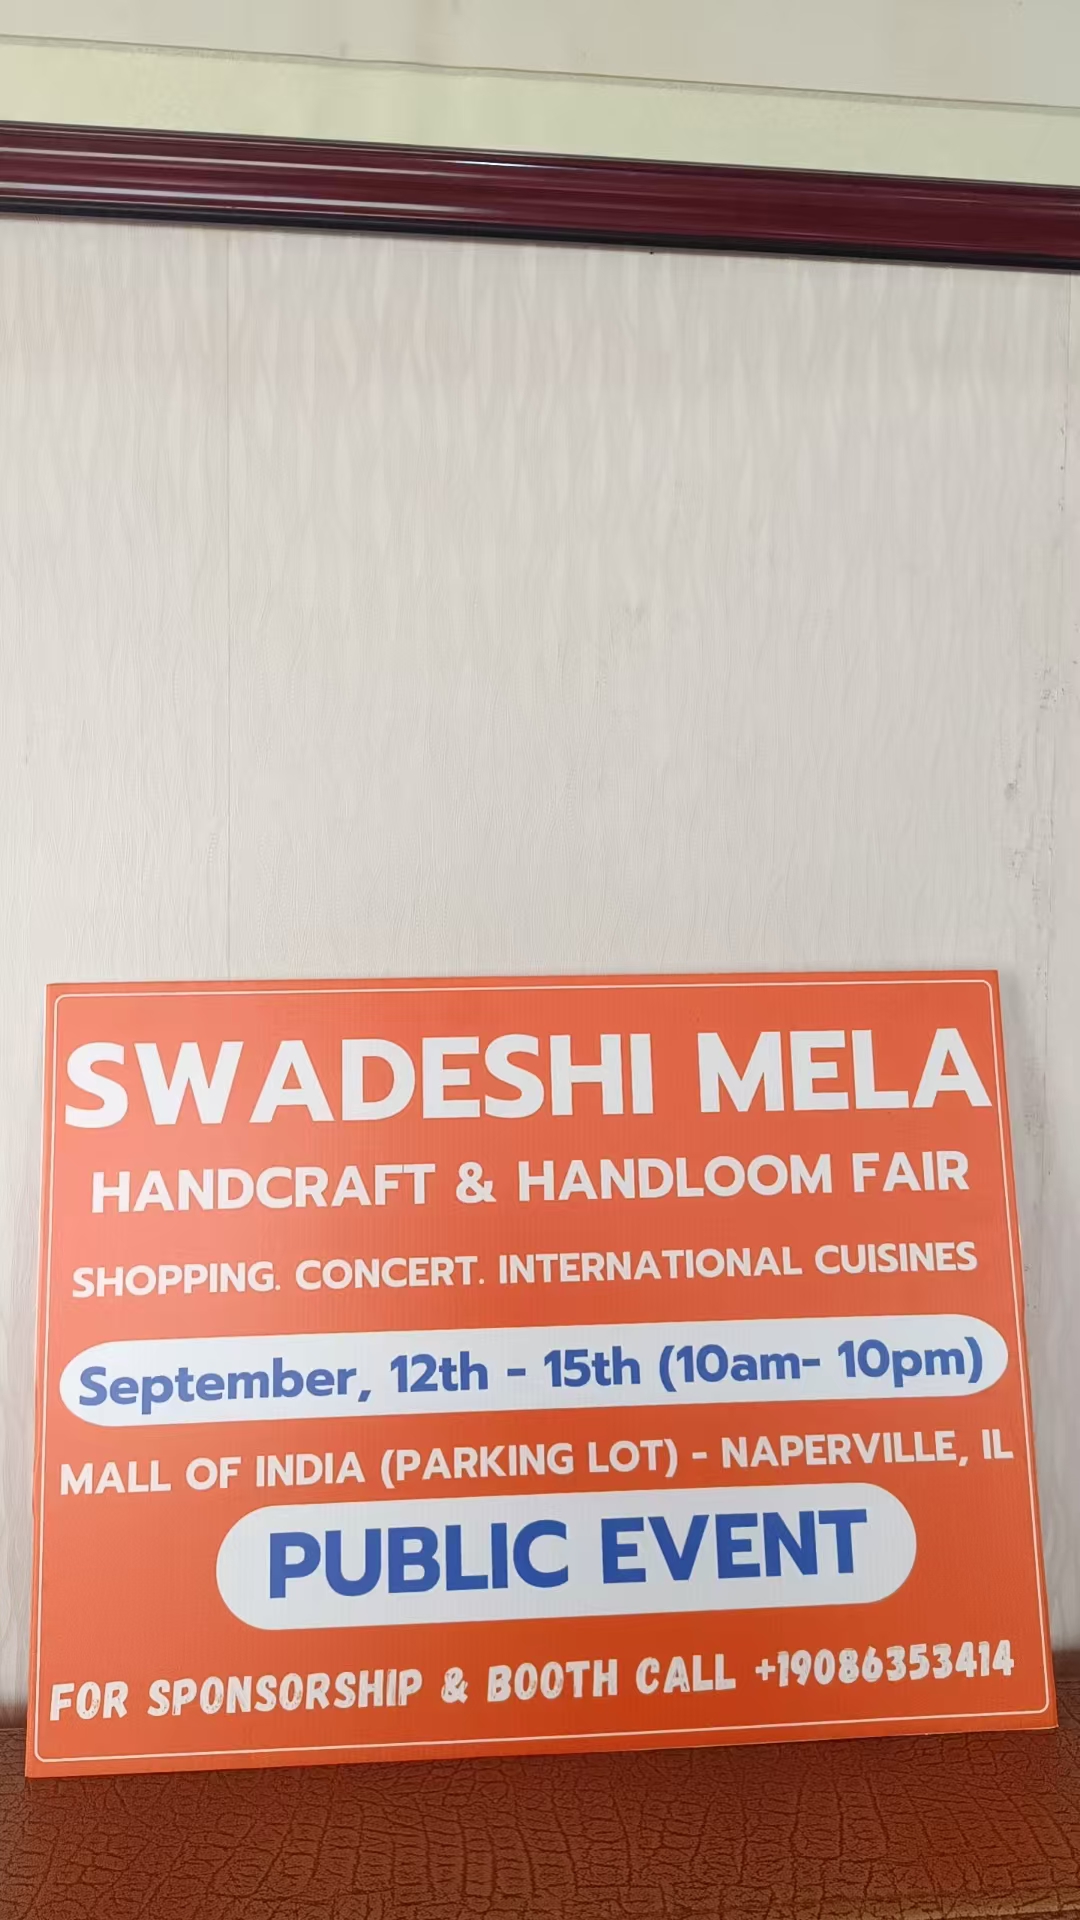 SWADESHI MELA
HANDCRAFT & HANDLOOM FAIR
SHOPPING. CONCERT. INTERNATIONAL CUISINES
September, 12th - 15th (10am- 10pm)
MALL OF INDIA (PARKING LOT) - NAPERVILLE, IL
PUBLIC EVENT
FOR SPONSORSHIP & BOOTH CALL +19086353414